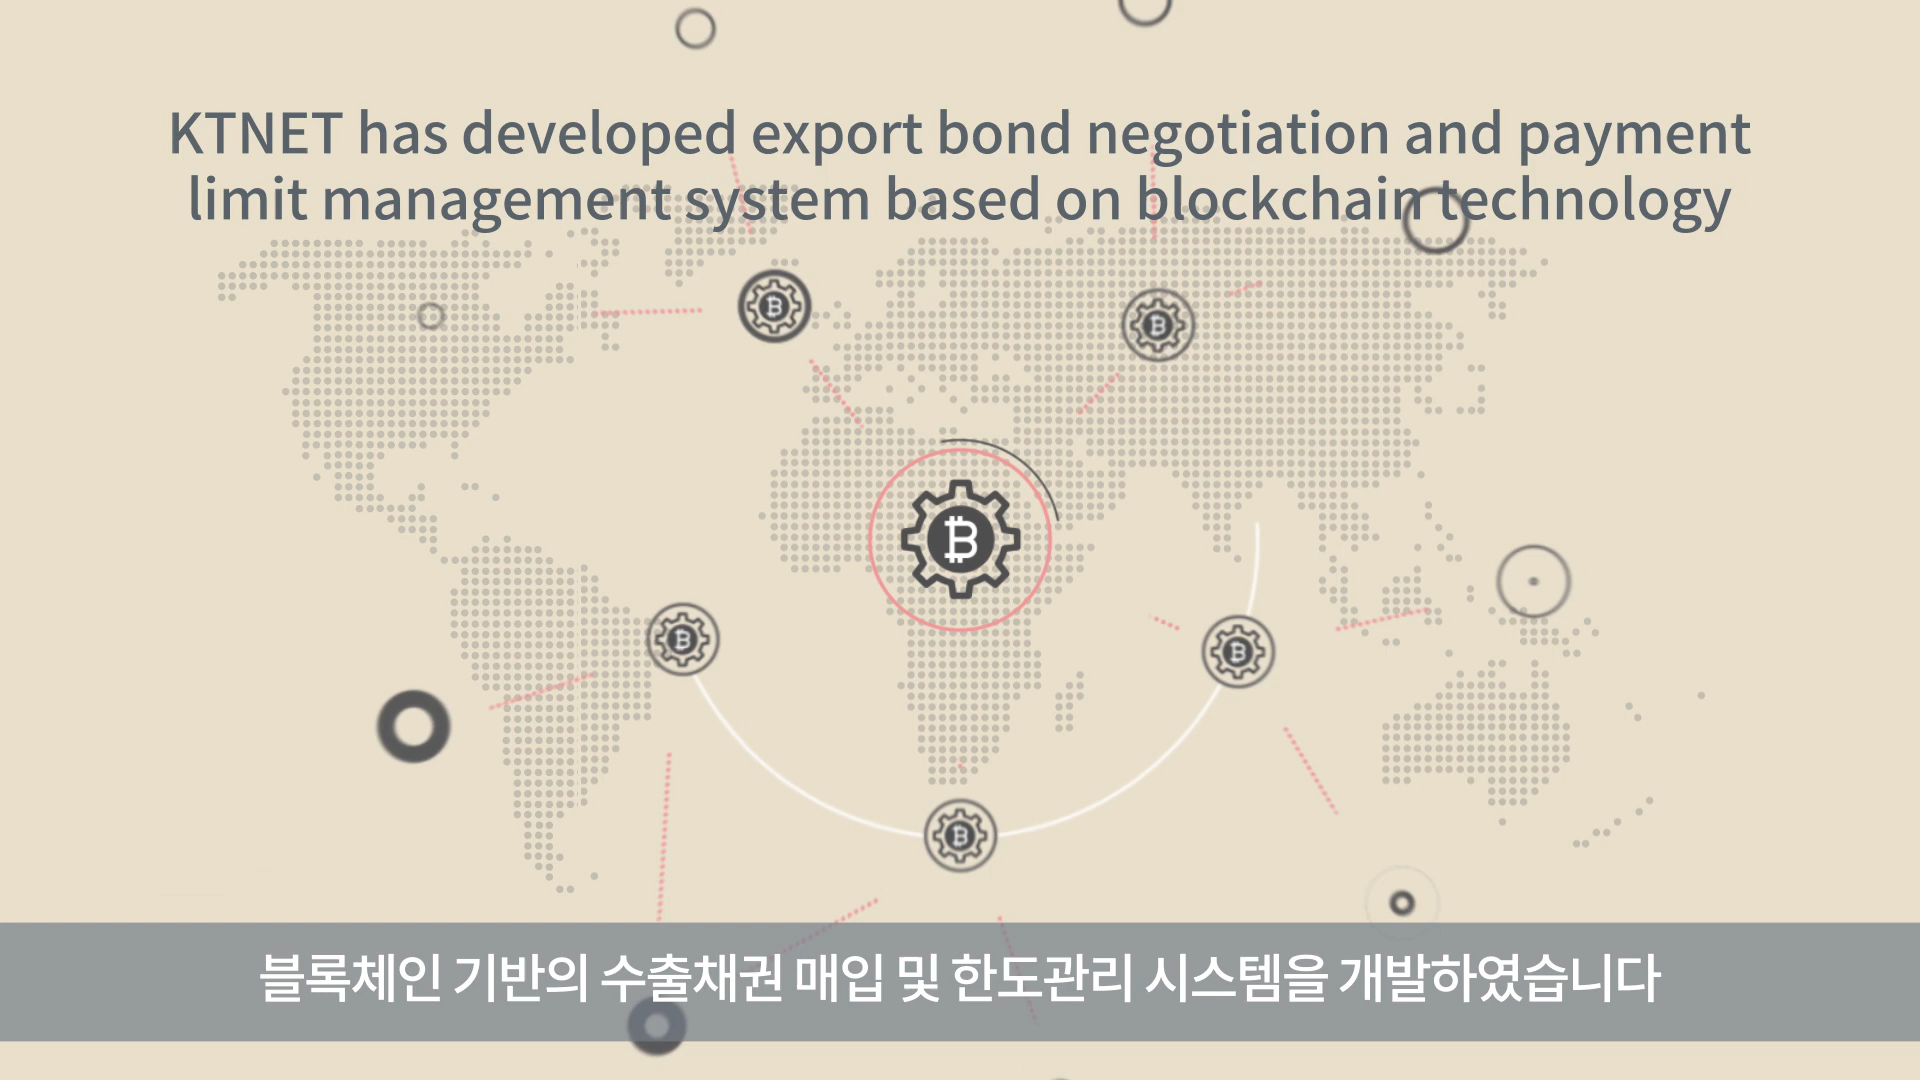 KTNET has developed export bond negotiation and payment
limit management system based on blockchain technology
블록체인 기반의 수출채권 매입 및 한도관리 시스템을 개발하였습니다